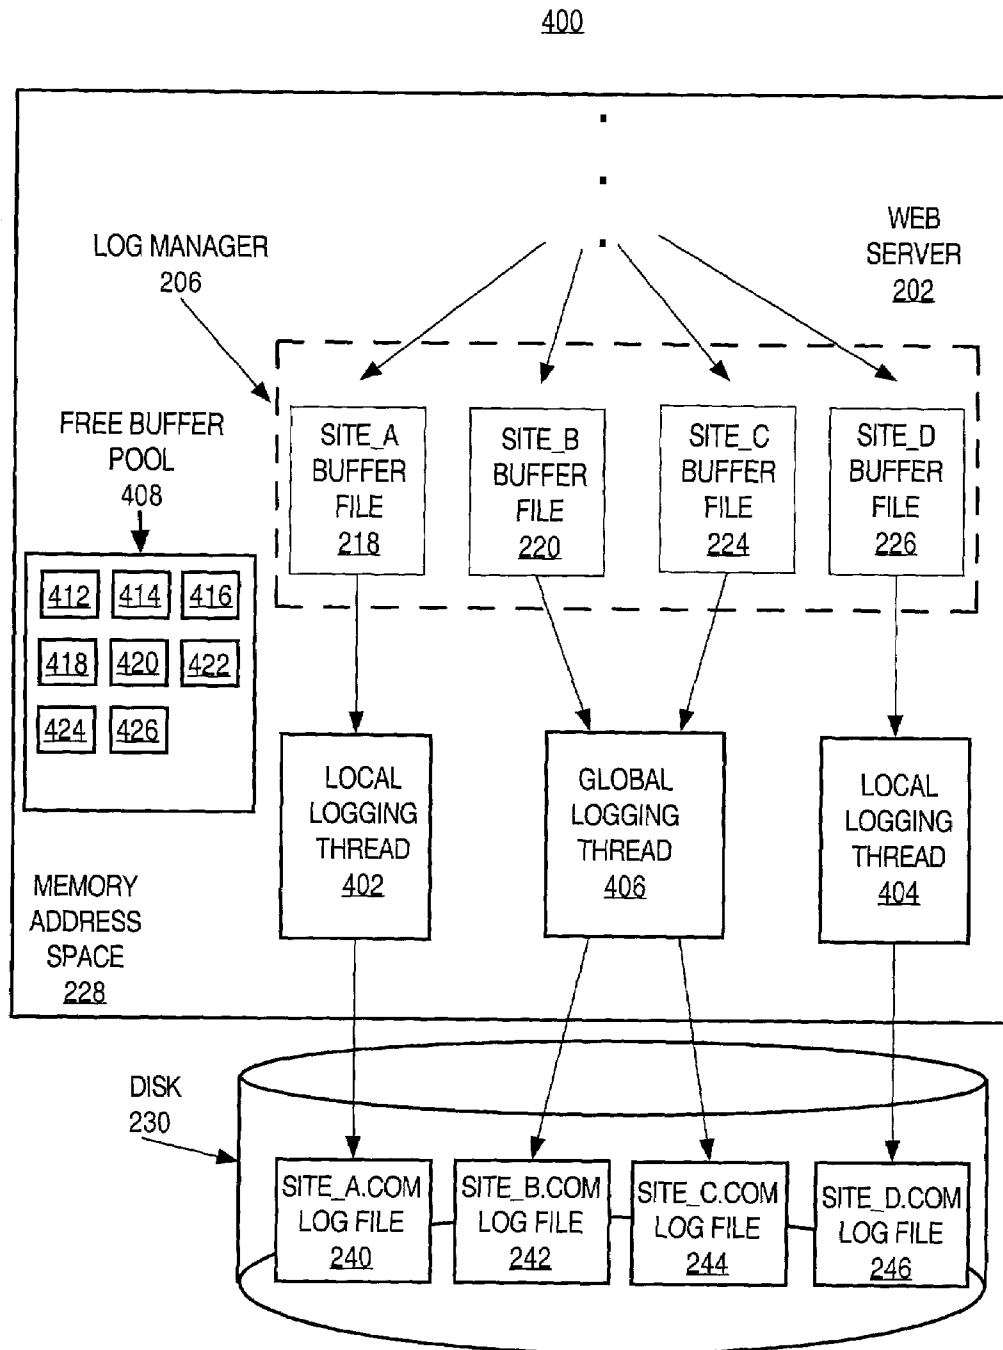 400
WEB
SERVER
202
LOG MANAGER
206
FREE BUFFER
POOL
408
SITE_A
BUFFER
FILE
218
SITE_B
BUFFER
FILE
220
SITE_C
BUFFER
FILE
224
SITE_D
BUFFER
FILE
226
412 414 416
418 420 422
424 426
LOCAL
LOGGING
THREAD
402
GLOBAL
LOGGING
THREAD
406
LOCAL
LOGGING
THREAD
404
MEMORY
ADDRESS
SPACE
228
DISK
230
SITE_A.COM
LOG FILE
240
SITE_B.COM
LOG FILE
242
SITE_C.COM
LOG FILE
244
SITE_D.COM
LOG FILE
246